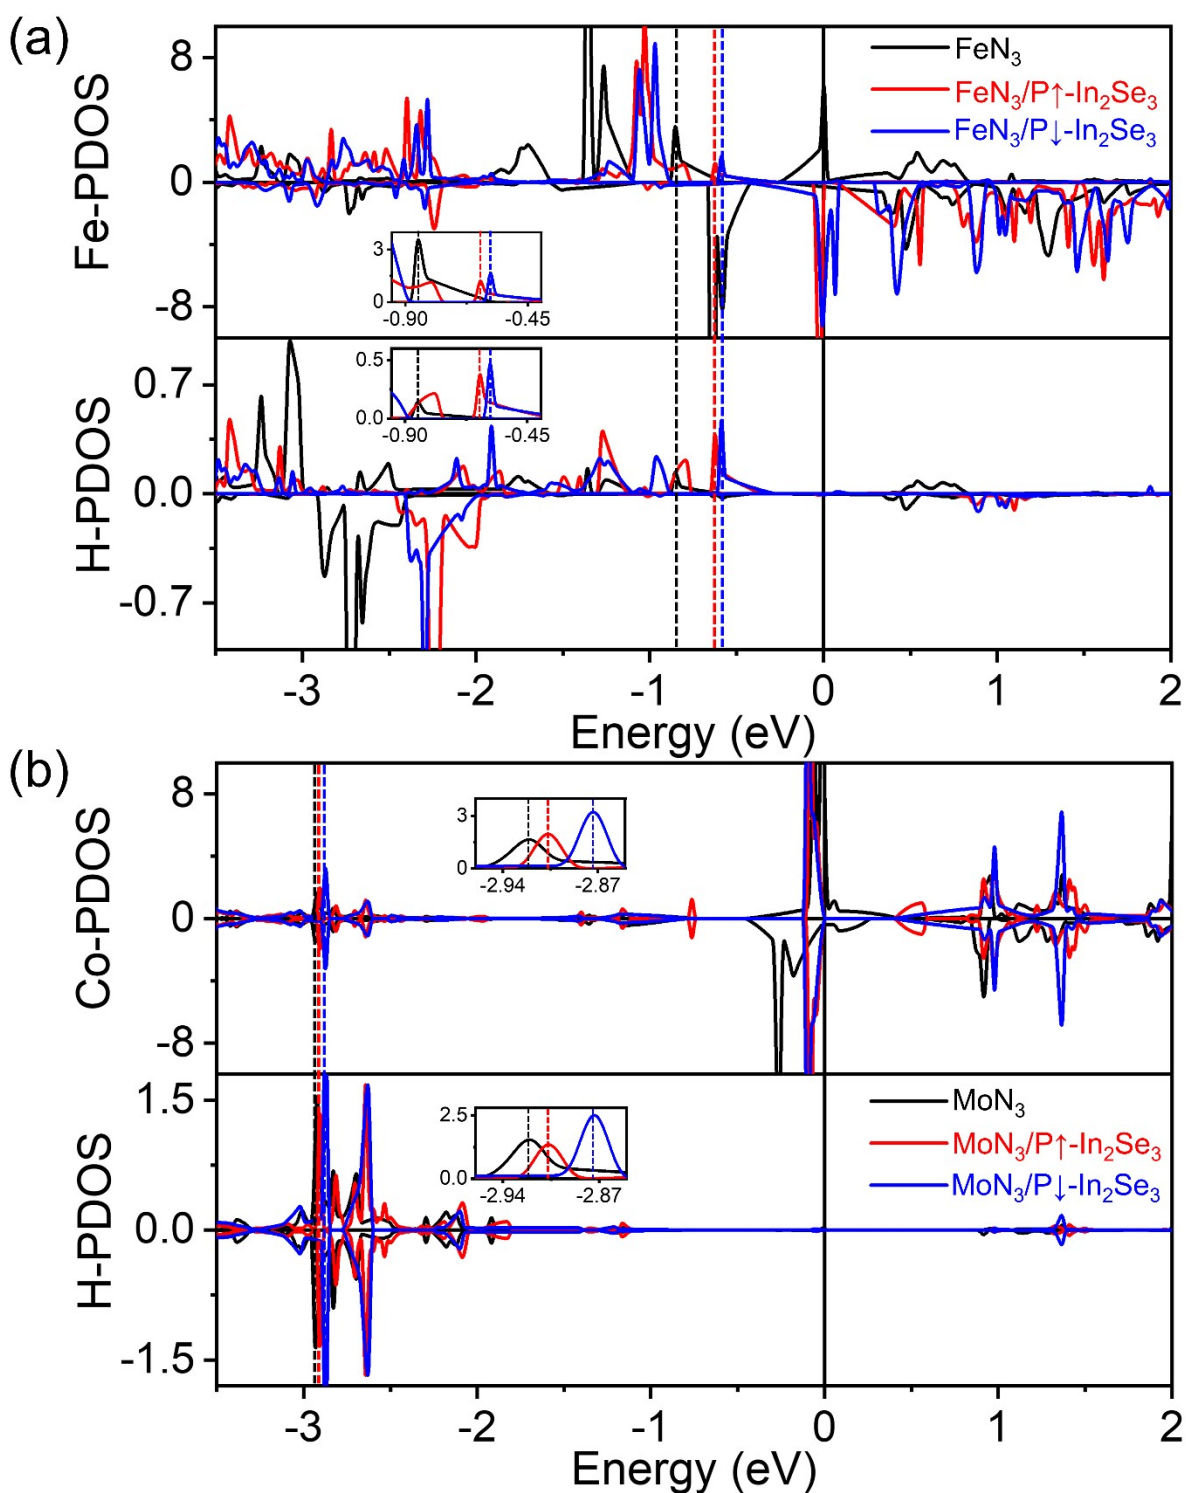 (a)
Fe-PDOS
8
0
-8
FeN₃
FeN₃/P↑-In₂Se₃
FeN₃/P↓-In₂Se₃
3
0
-0.90
-0.45
H-PDOS
0.7
0.0
-0.7
0.5
0.0
-0.90
-0.45
-3
-2
-1
0
1
2
Energy (eV)
(b)
Co-PDOS
8
0
-8
3
0
-2.94
-2.87
H-PDOS
1.5
0.0
-1.5
2.5
0.0
-2.94
-2.87
MoN₃
MoN₃/P↑-In₂Se₃
MoN₃/P↓-In₂Se₃
-3
-2
-1
0
1
2
Energy (eV)